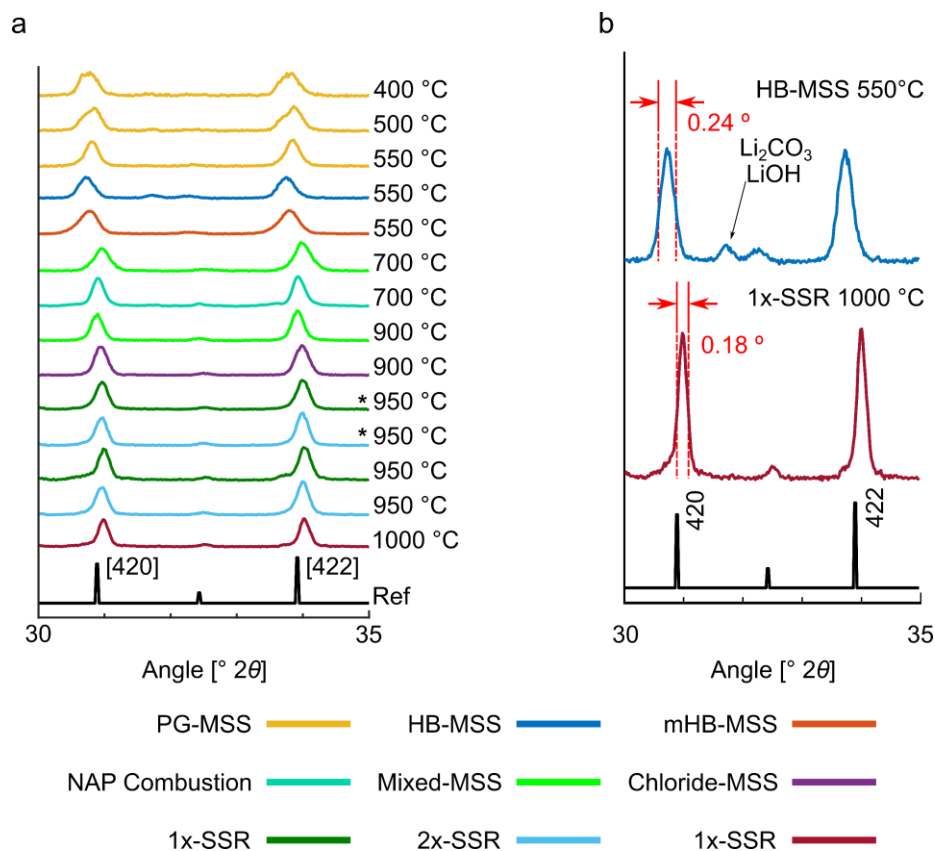 a
400 °C
500 °C
550 °C
550 °C
550 °C
700 °C
700 °C
900 °C
900 °C
* 950 °C
* 950 °C
950 °C
950 °C
1000 °C
[420]
[422]
Ref
30
35
Angle [° 2θ]
b
HB-MSS 550°C
0.24 º
Li₂CO₃
LiOH
1x-SSR 1000 °C
0.18 º
420
422
30
35
Angle [° 2θ]
PG-MSS
HB-MSS
mHB-MSS
NAP Combustion
Mixed-MSS
Chloride-MSS
1x-SSR
2x-SSR
1x-SSR